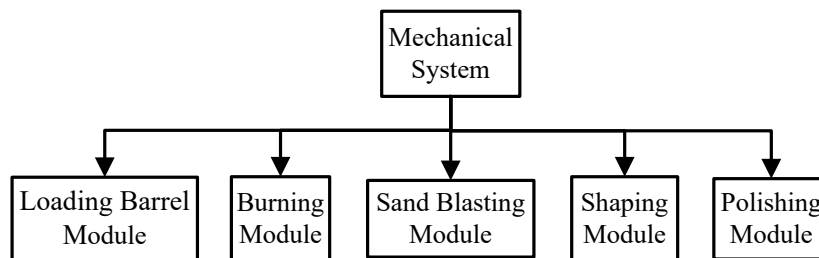 Mechanical
System
Loading Barrel
Module
Burning
Module
Sand Blasting
Module
Shaping
Module
Polishing
Module